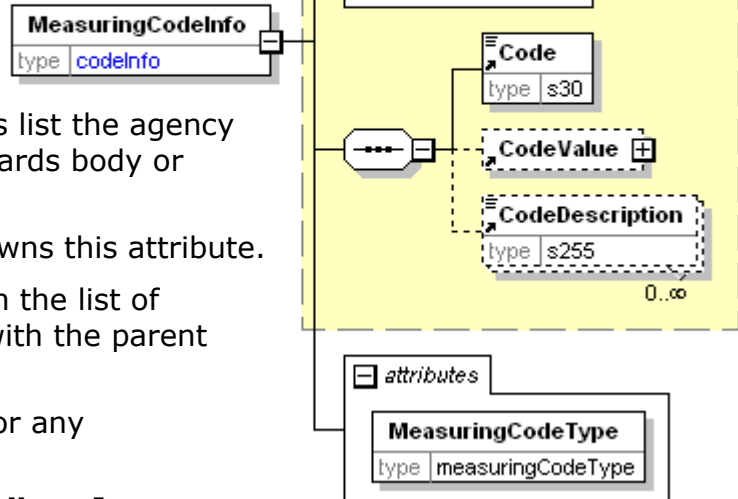 MeasuringCodeInfo
type codeInfo
s list the agency
ards body or
wns this attribute.
n the list of
with the parent
or any
Code
type s30
CodeValue
CodeDescription
type s255
0..∞
attributes
MeasuringCodeType
type measuringCodeType